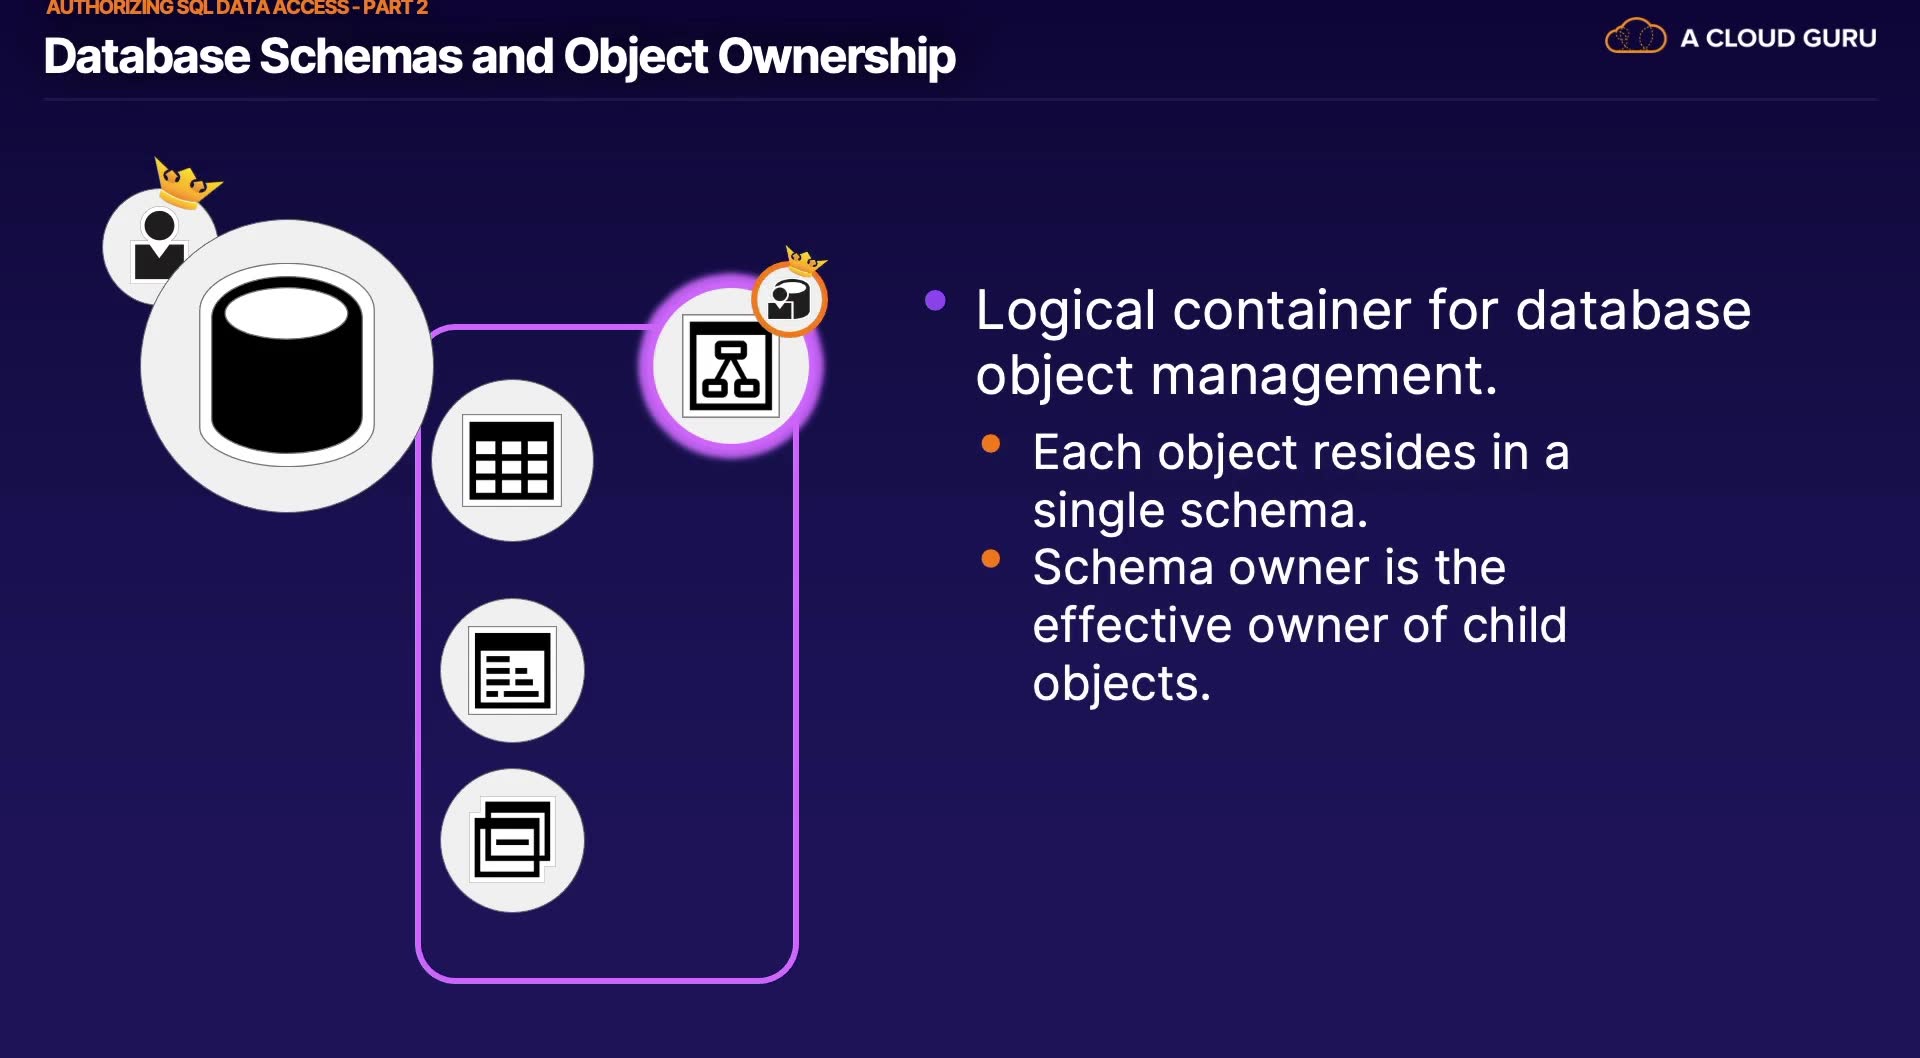 AUTHORIZING SQL DATA ACCESS - PART 2
Database Schemas and Object Ownership
A CLOUD GURU
Logical container for database
object management.
Each object resides in a
single schema.
Schema owner is the
effective owner of child
objects.